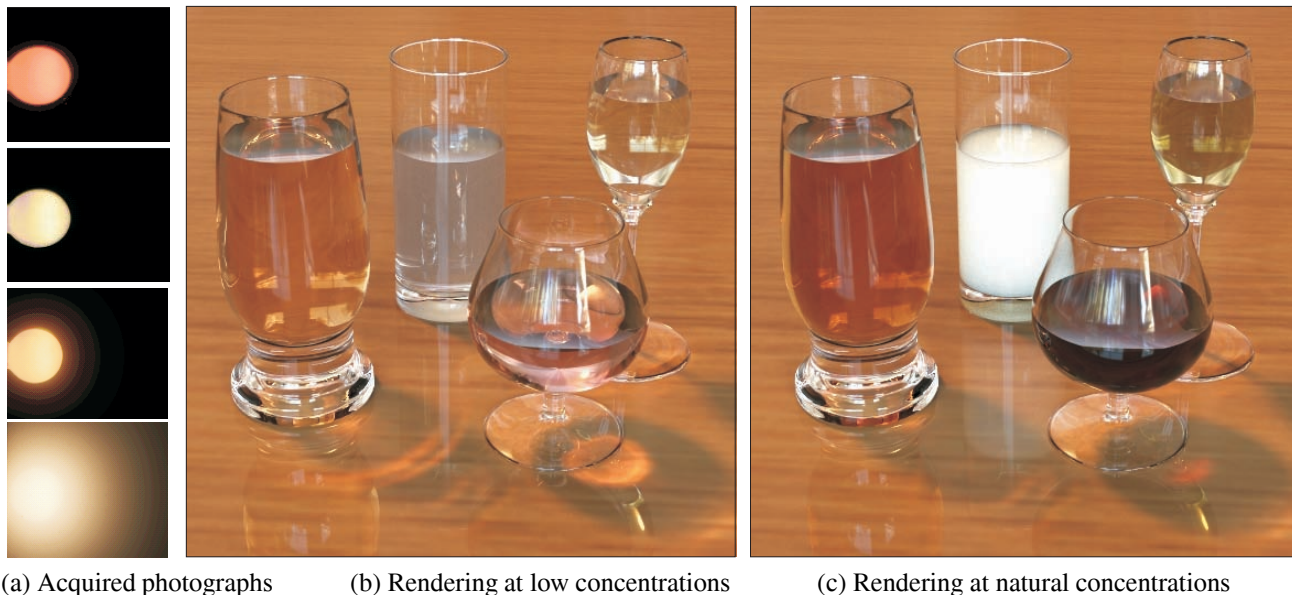 (a) Acquired photographs (b) Rendering at low concentrations (c) Rendering at natural concentrations